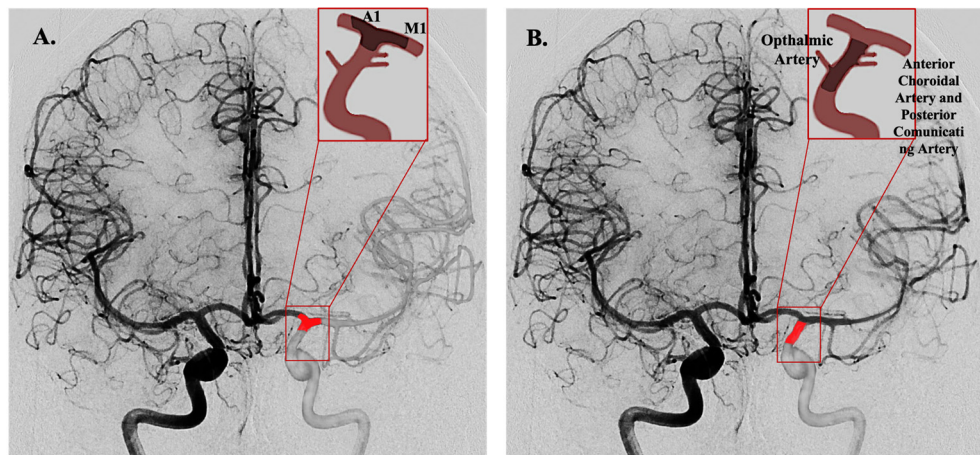 A.
A1
M1
B.
Opthalmic
Artery
Anterior
Choroidal
Artery and
Posterior
Comunicati
ng Artery